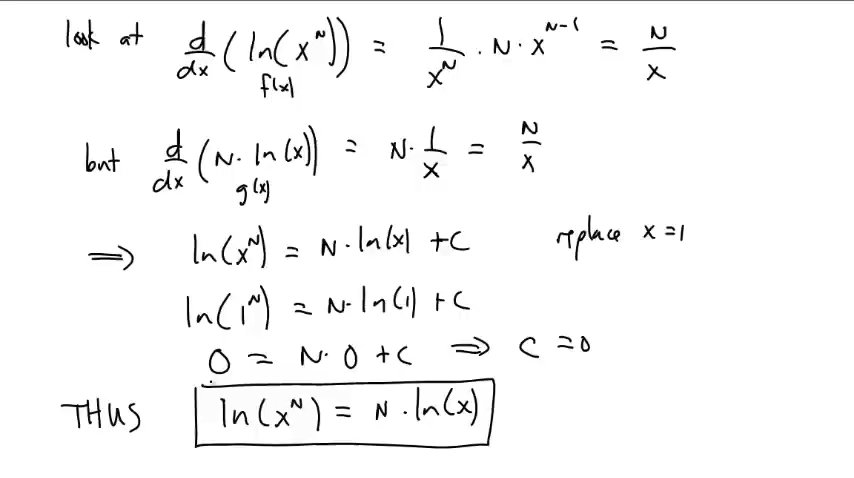 look at d/dx (ln(x^N)) = 1/x^N · N · x^(N-1) = N/x
f(x)
but d/dx (N · ln(x)) = N · 1/x = N/x
g(x)
⟹ ln(x^N) = N · ln(x) + C replace x = 1
ln(1^N) = N · ln(1) + C
0 = N · 0 + C ⟹ C = 0
THUS ln(x^N) = N · ln(x)